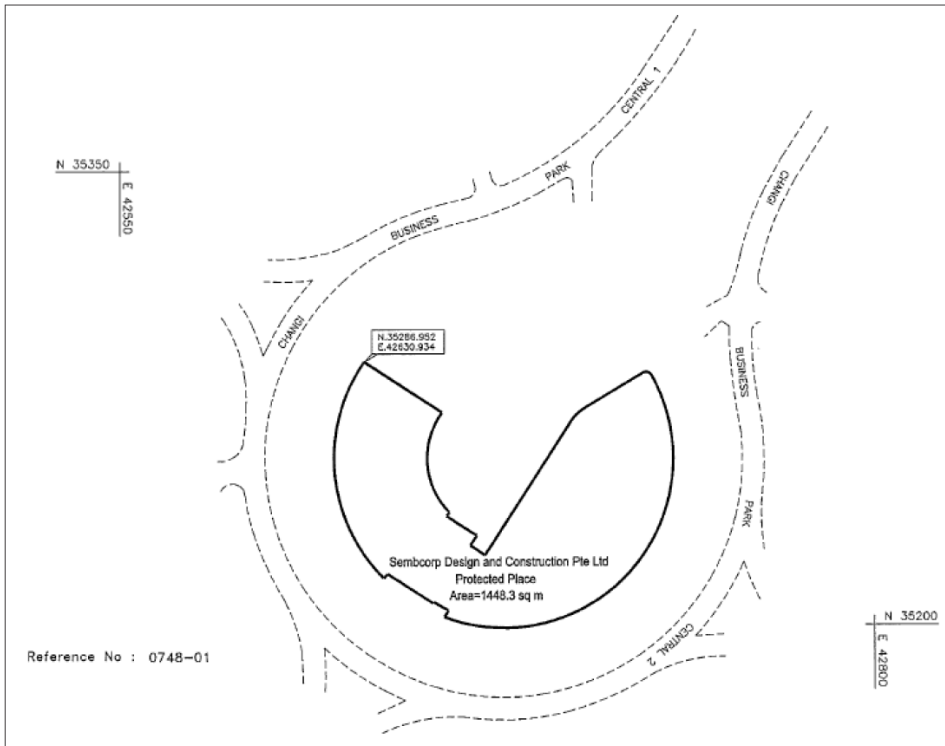 CENTRAL 1
PARK
BUSINESS
CHANGI
N 35350
E 42550
CHANGI
BUSINESS
PARK
CENTRAL 2
N.35286.952
E.42630.934
Sembcorp Design and Construction Pte Ltd
Protected Place
Area=1448.3 sq m
N 35200
E 42800
Reference No : 0748-01